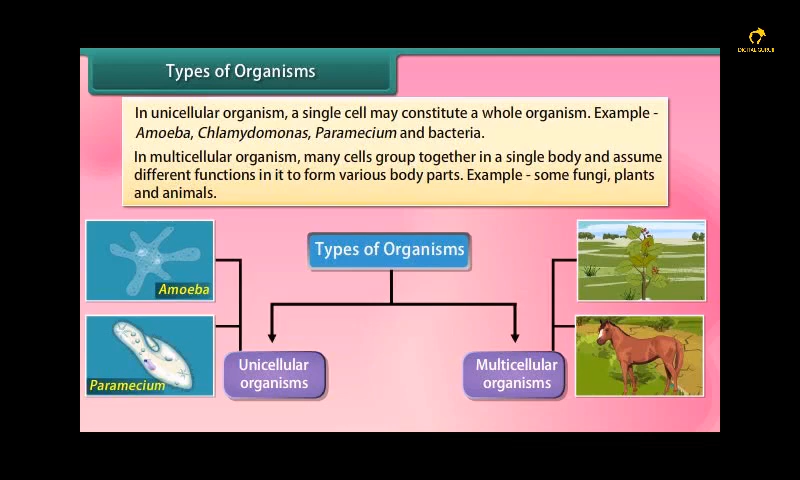 DIGITAL GURUJI
Types of Organisms
In unicellular organism, a single cell may constitute a whole organism. Example -
Amoeba, Chlamydomonas, Paramecium and bacteria.
In multicellular organism, many cells group together in a single body and assume
different functions in it to form various body parts. Example - some fungi, plants
and animals.
Types of Organisms
Amoeba
Paramecium
Unicellular
organisms
Multicellular
organisms